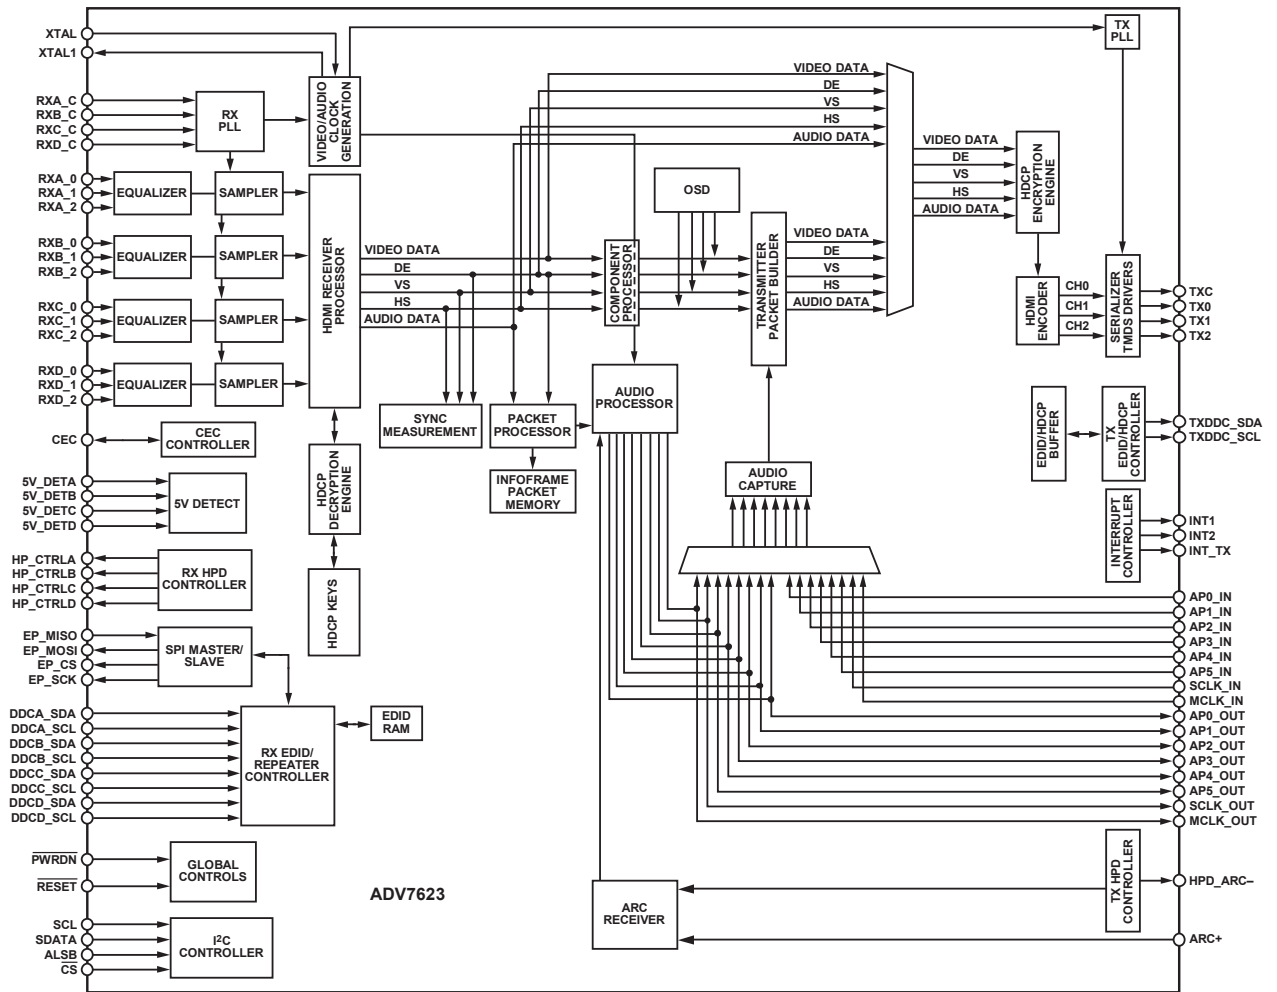 XTAL
XTAL1
RXA_C
RXB_C
RXC_C
RXD_C
RX
PLL
VIDEO/AUDIO
CLOCK
GENERATION
TX
PLL
RXA_0
RXA_1
RXA_2
EQUALIZER
SAMPLER
RXB_0
RXB_1
RXB_2
EQUALIZER
SAMPLER
RXC_0
RXC_1
RXC_2
EQUALIZER
SAMPLER
RXD_0
RXD_1
RXD_2
EQUALIZER
SAMPLER
HDMI RECEIVER
PROCESSOR
VIDEO DATA
DE
VS
HS
AUDIO DATA
VIDEO DATA
DE
VS
HS
AUDIO DATA
OSD
COMPONENT
PROCESSOR
TRANSMITTER
PACKET BUILDER
VIDEO DATA
DE
VS
HS
AUDIO DATA
VIDEO DATA
DE
VS
HS
AUDIO DATA
HDCP
ENCRYPTION
ENGINE
HDMI
ENCODER
CH0
CH1
CH2
SERIALIZER
TMDS DRIVERS
TXC
TX0
TX1
TX2
CEC
CEC
CONTROLLER
SYNC
MEASUREMENT
PACKET
PROCESSOR
AUDIO
PROCESSOR
INFOFRAME
PACKET
MEMORY
AUDIO
CAPTURE
EDID/HDCP
BUFFER
TX
EDID/HDCP
CONTROLLER
TXDDC_SDA
TXDDC_SCL
5V_DETA
5V_DETB
5V_DETC
5V_DETD
5V DETECT
HDCP
DECRYPTION
ENGINE
INTERRUPT
CONTROLLER
INT1
INT2
INT_TX
HP_CTRLA
HP_CTRLB
HP_CTRLC
HP_CTRLD
RX HPD
CONTROLLER
HDCP KEYS
EP_MISO
EP_MOSI
EP_CS
EP_SCK
SPI MASTER/
SLAVE
AP0_IN
AP1_IN
AP2_IN
AP3_IN
AP4_IN
AP5_IN
SCLK_IN
MCLK_IN
AP0_OUT
AP1_OUT
AP2_OUT
AP3_OUT
AP4_OUT
AP5_OUT
SCLK_OUT
MCLK_OUT
DDCA_SDA
DDCA_SCL
DDCB_SDA
DDCB_SCL
DDCC_SDA
DDCC_SCL
DDCD_SDA
DDCD_SCL
RX EDID/
REPEATER
CONTROLLER
EDID
RAM
PWRDN
RESET
GLOBAL
CONTROLS
ADV7623
ARC
RECEIVER
TX HPD
CONTROLLER
HPD_ARC–
ARC+
SCL
SDATA
ALSB
CS
I²C
CONTROLLER